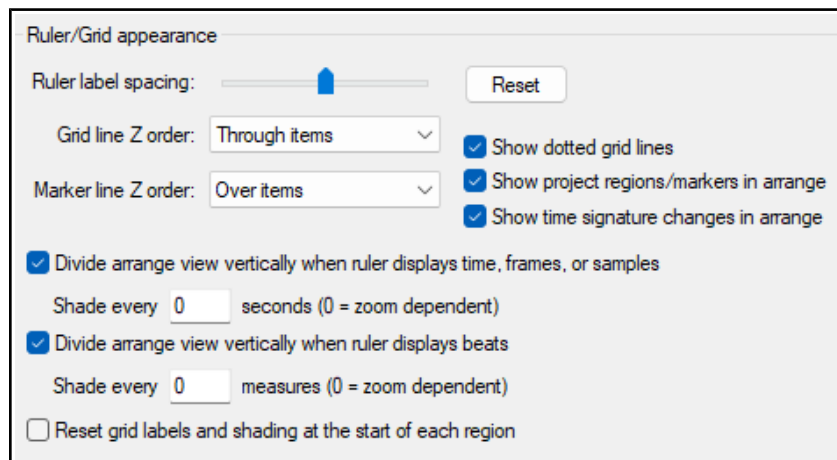 Ruler/Grid appearance
Ruler label spacing:
Reset
Grid line Z order: Through items
Show dotted grid lines
Marker line Z order: Over items
Show project regions/markers in arrange
Show time signature changes in arrange
Divide arrange view vertically when ruler displays time, frames, or samples
Shade every 0 seconds (0 = zoom dependent)
Divide arrange view vertically when ruler displays beats
Shade every 0 measures (0 = zoom dependent)
Reset grid labels and shading at the start of each region